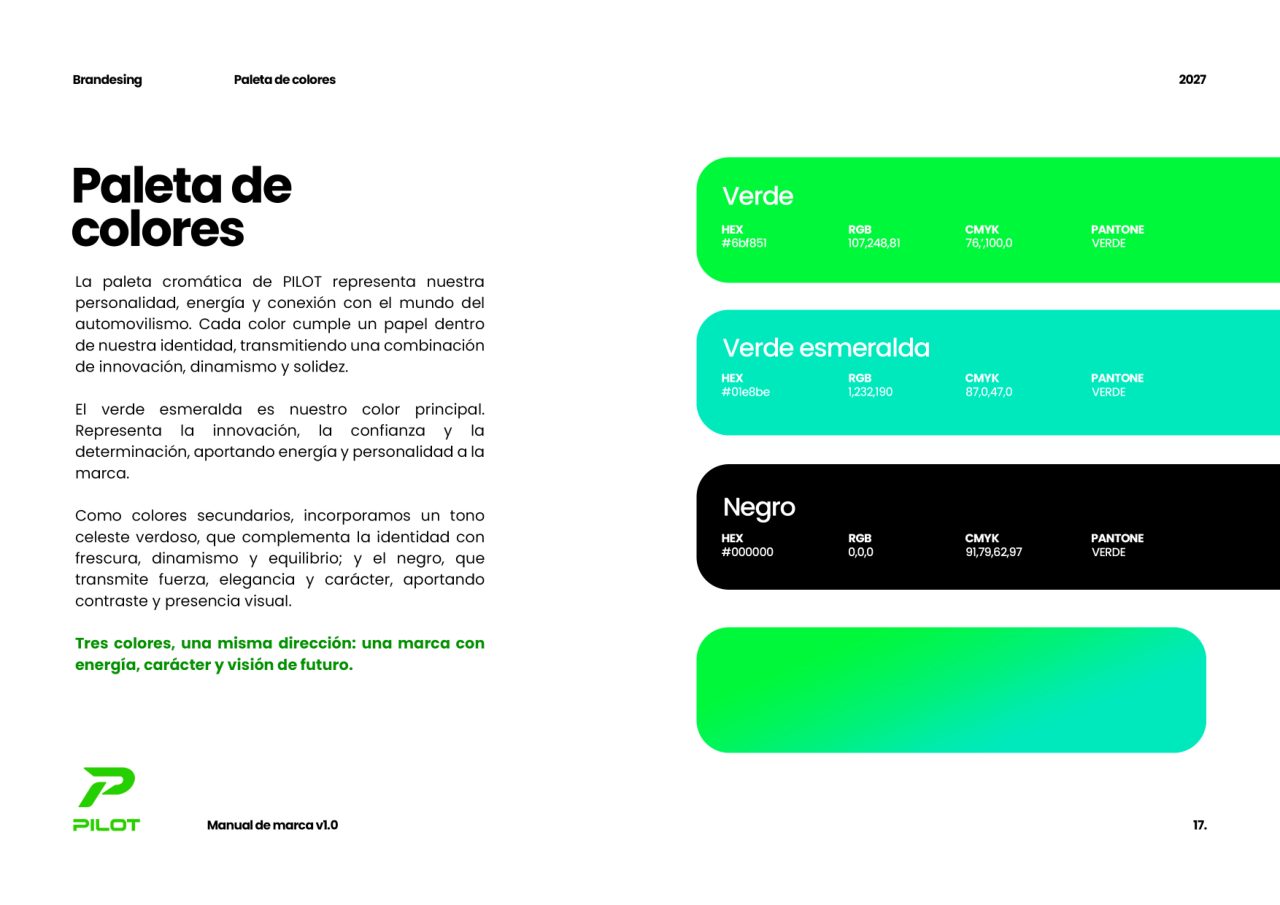 Brandesing Paleta de colores 2027
Paleta de
colores
La paleta cromática de PILOT representa nuestra
personalidad, energía y conexión con el mundo del
automovilismo. Cada color cumple un papel dentro
de nuestra identidad, transmitiendo una combinación
de innovación, dinamismo y solidez.
El verde esmeralda es nuestro color principal.
Representa la innovación, la confianza y la
determinación, aportando energía y personalidad a la
marca.
Como colores secundarios, incorporamos un tono
celeste verdoso, que complementa la identidad con
frescura, dinamismo y equilibrio; y el negro, que
transmite fuerza, elegancia y carácter, aportando
contraste y presencia visual.
Tres colores, una misma dirección: una marca con
energía, carácter y visión de futuro.
Verde
HEX RGB CMYK PANTONE
#6bf851 107,248,81 76,',100,0 VERDE
Verde esmeralda
HEX RGB CMYK PANTONE
#01e8be 1,232,190 87,0,47,0 VERDE
Negro
HEX RGB CMYK PANTONE
#000000 0,0,0 91,79,62,97 VERDE
PILOT
Manual de marca v1.0
17.